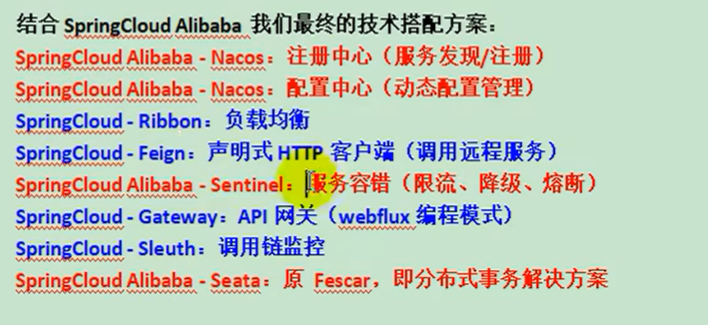 结合 SpringCloud Alibaba 我们最终的技术搭配方案：
SpringCloud Alibaba - Nacos：注册中心（服务发现/注册）
SpringCloud Alibaba - Nacos：配置中心（动态配置管理）
SpringCloud - Ribbon：负载均衡
SpringCloud - Feign：声明式 HTTP 客户端（调用远程服务）
SpringCloud Alibaba - Sentinel：服务容错（限流、降级、熔断）
SpringCloud - Gateway：API 网关（webflux 编程模式）
SpringCloud - Sleuth：调用链监控
SpringCloud Alibaba - Seata：原 Fescar，即分布式事务解决方案